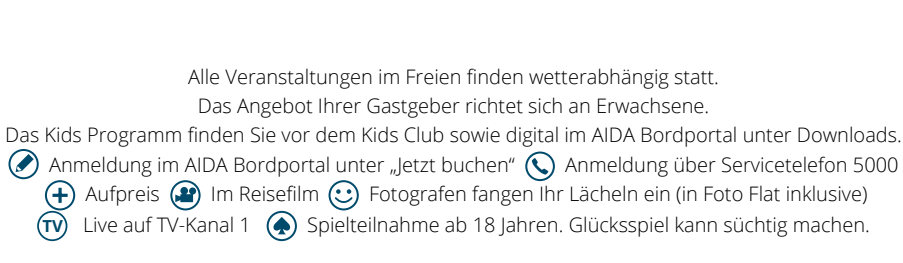 Alle Veranstaltungen im Freien finden wetterabhängig statt.
Das Angebot Ihrer Gastgeber richtet sich an Erwachsene.
Das Kids Programm finden Sie vor dem Kids Club sowie digital im AIDA Bordportal unter Downloads.
Anmeldung im AIDA Bordportal unter „Jetzt buchen“ Anmeldung über Servicetelefon 5000
Aufpreis Im Reisefilm Fotografen fangen Ihr Lächeln ein (in Foto Flat inklusive)
TV Live auf TV-Kanal 1 Spielteilnahme ab 18 Jahren. Glücksspiel kann süchtig machen.